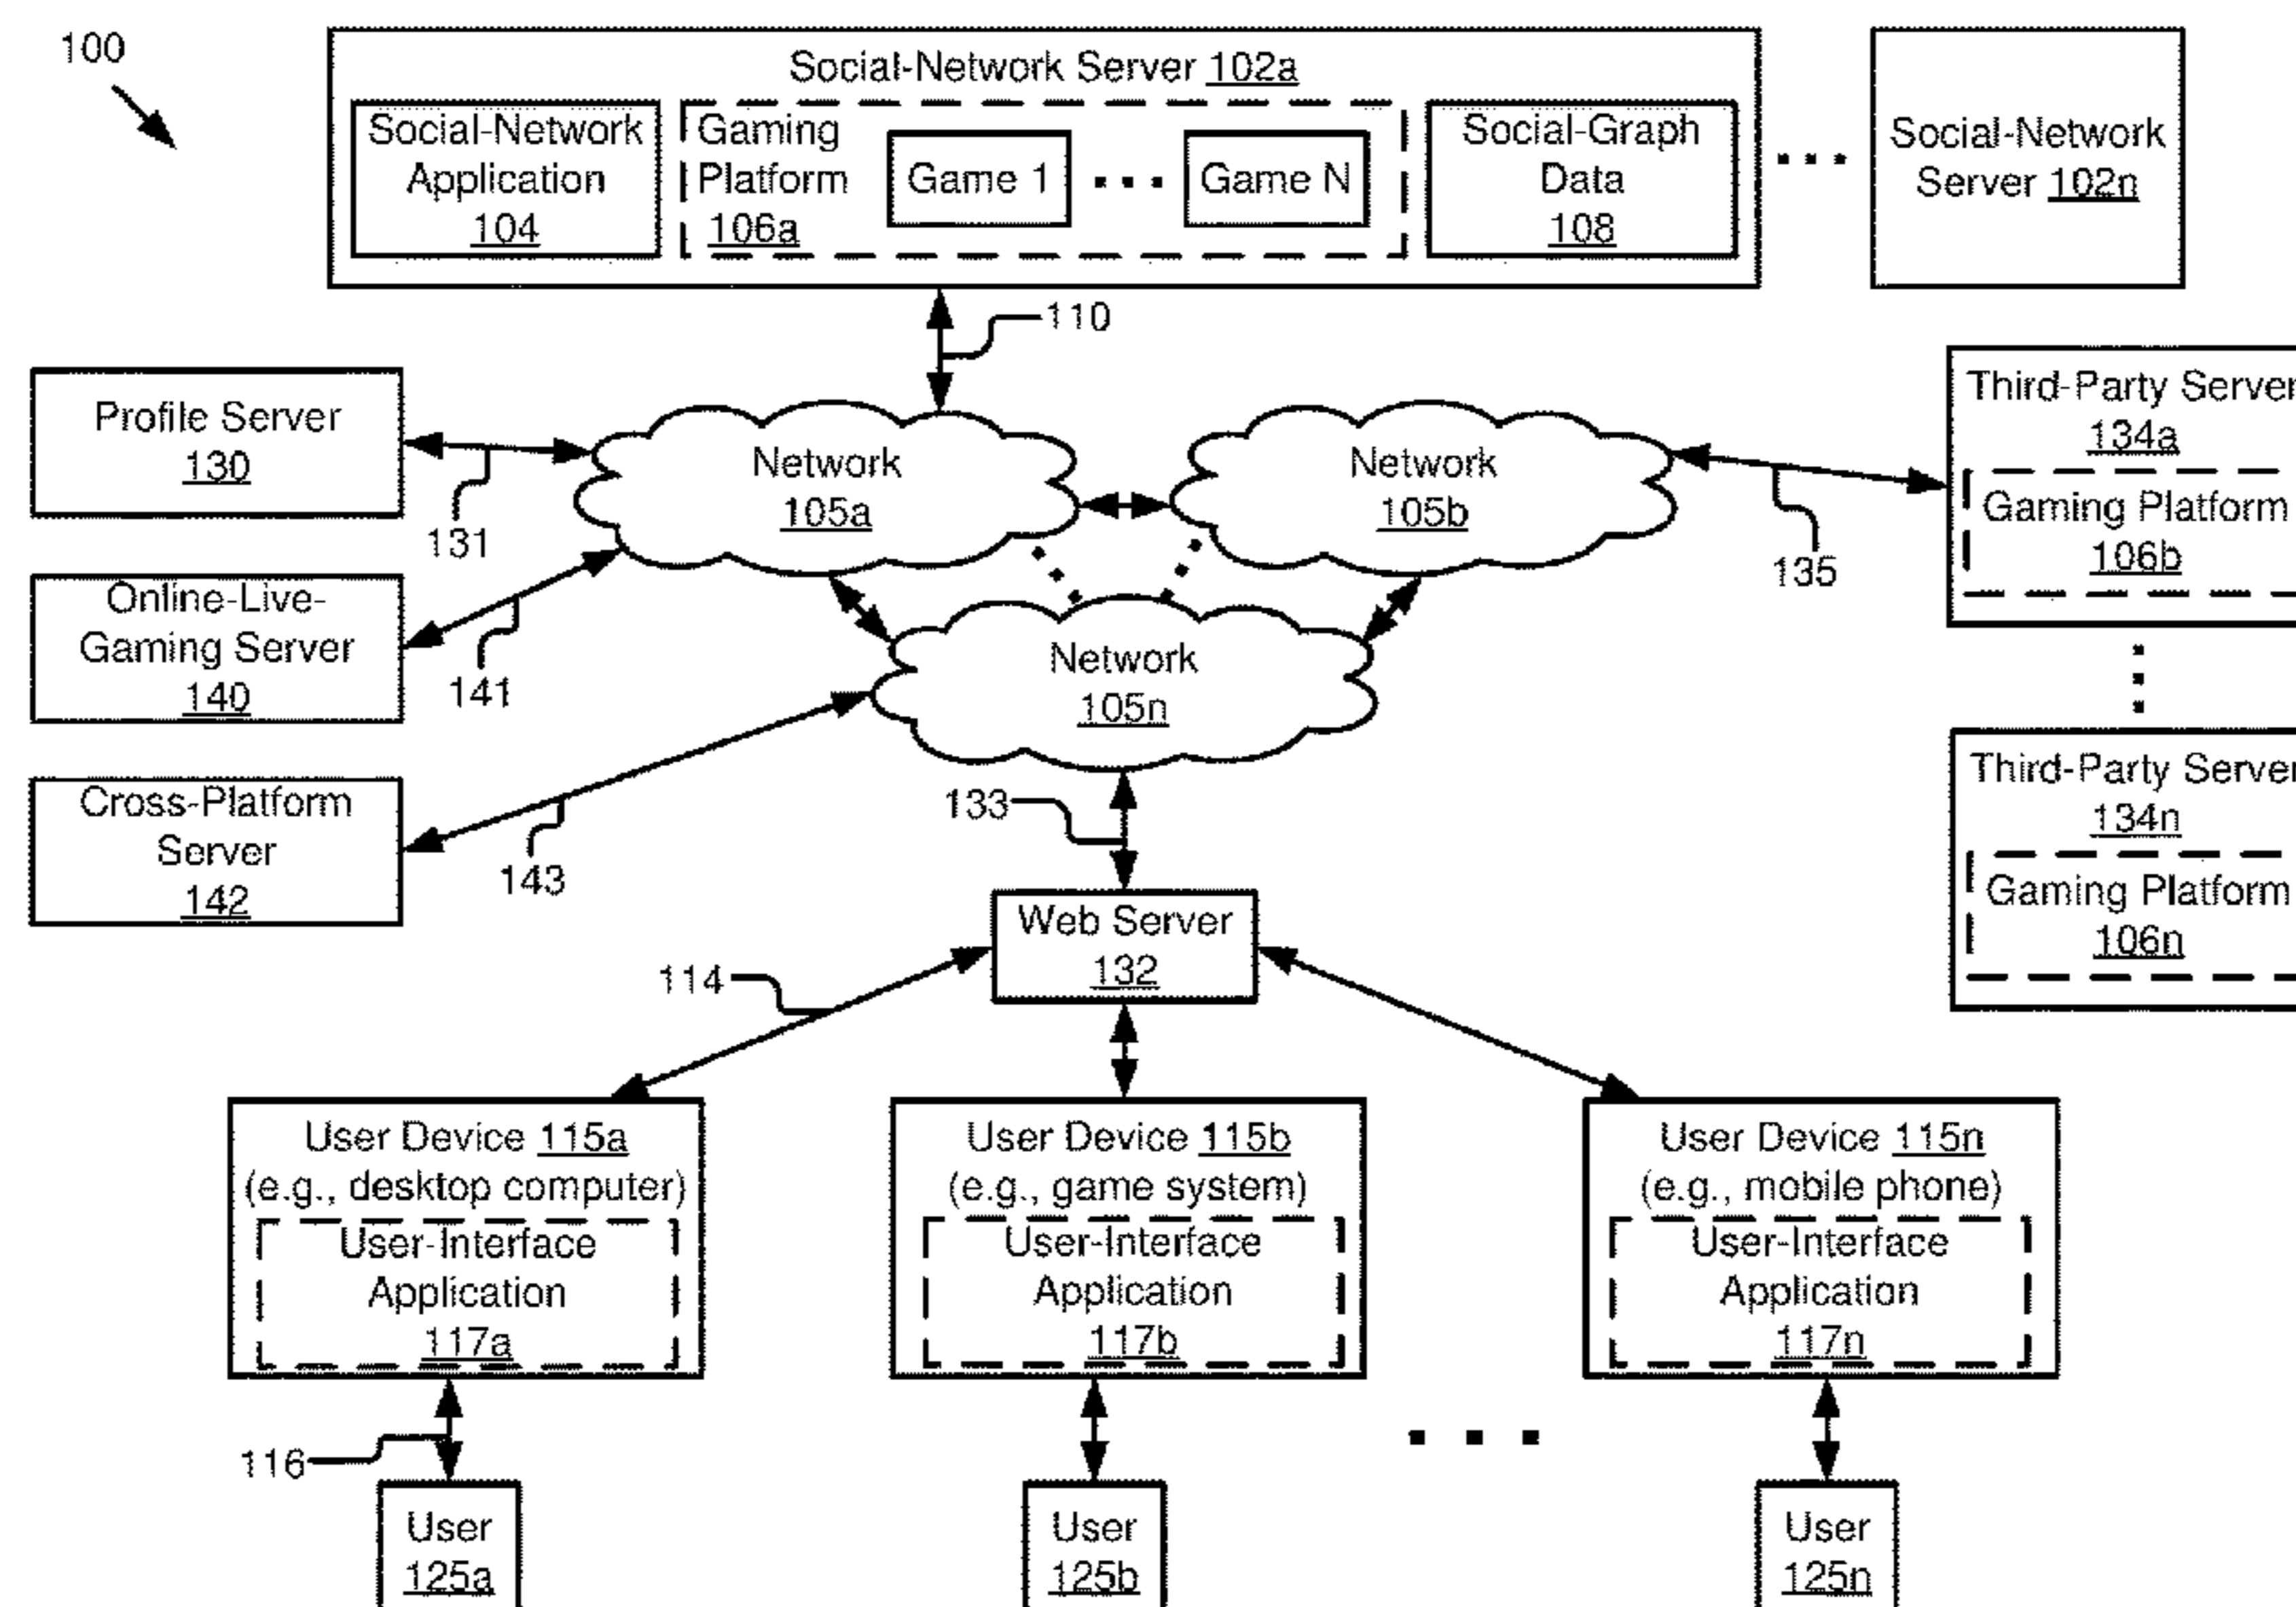 100
Social-Network Server 102a
Social-Network
Application
104
Gaming
Platform
106a
Game 1
Game N
Social-Graph
Data
108
Social-Network
Server 102n
110
Profile Server
130
131
Network
105a
Network
105b
Third-Party Server
134a
Gaming Platform
106b
135
Online-Live-
Gaming Server
140
141
Network
105n
Cross-Platform
Server
142
143
133
Third-Party Server
134n
Gaming Platform
106n
Web Server
132
114
User Device 115a
(e.g., desktop computer)
User-Interface
Application
117a
User Device 115b
(e.g., game system)
User-Interface
Application
117b
User Device 115n
(e.g., mobile phone)
User-Interface
Application
117n
116
User
125a
User
125b
User
125n